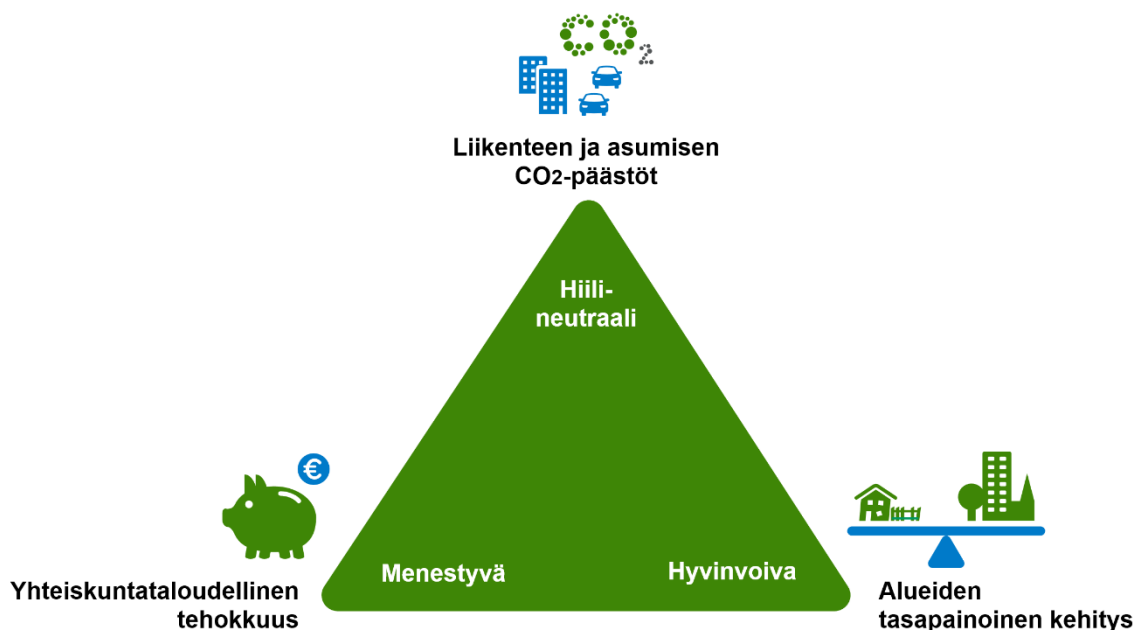 CO2
Liikenteen ja asumisen
CO2-päästöt
Hiili-
neutraali
€
Menestyvä
Hyvinvoiva
Yhteiskuntataloudellinen
tehokkuus
Alueiden
tasapainoinen kehitys